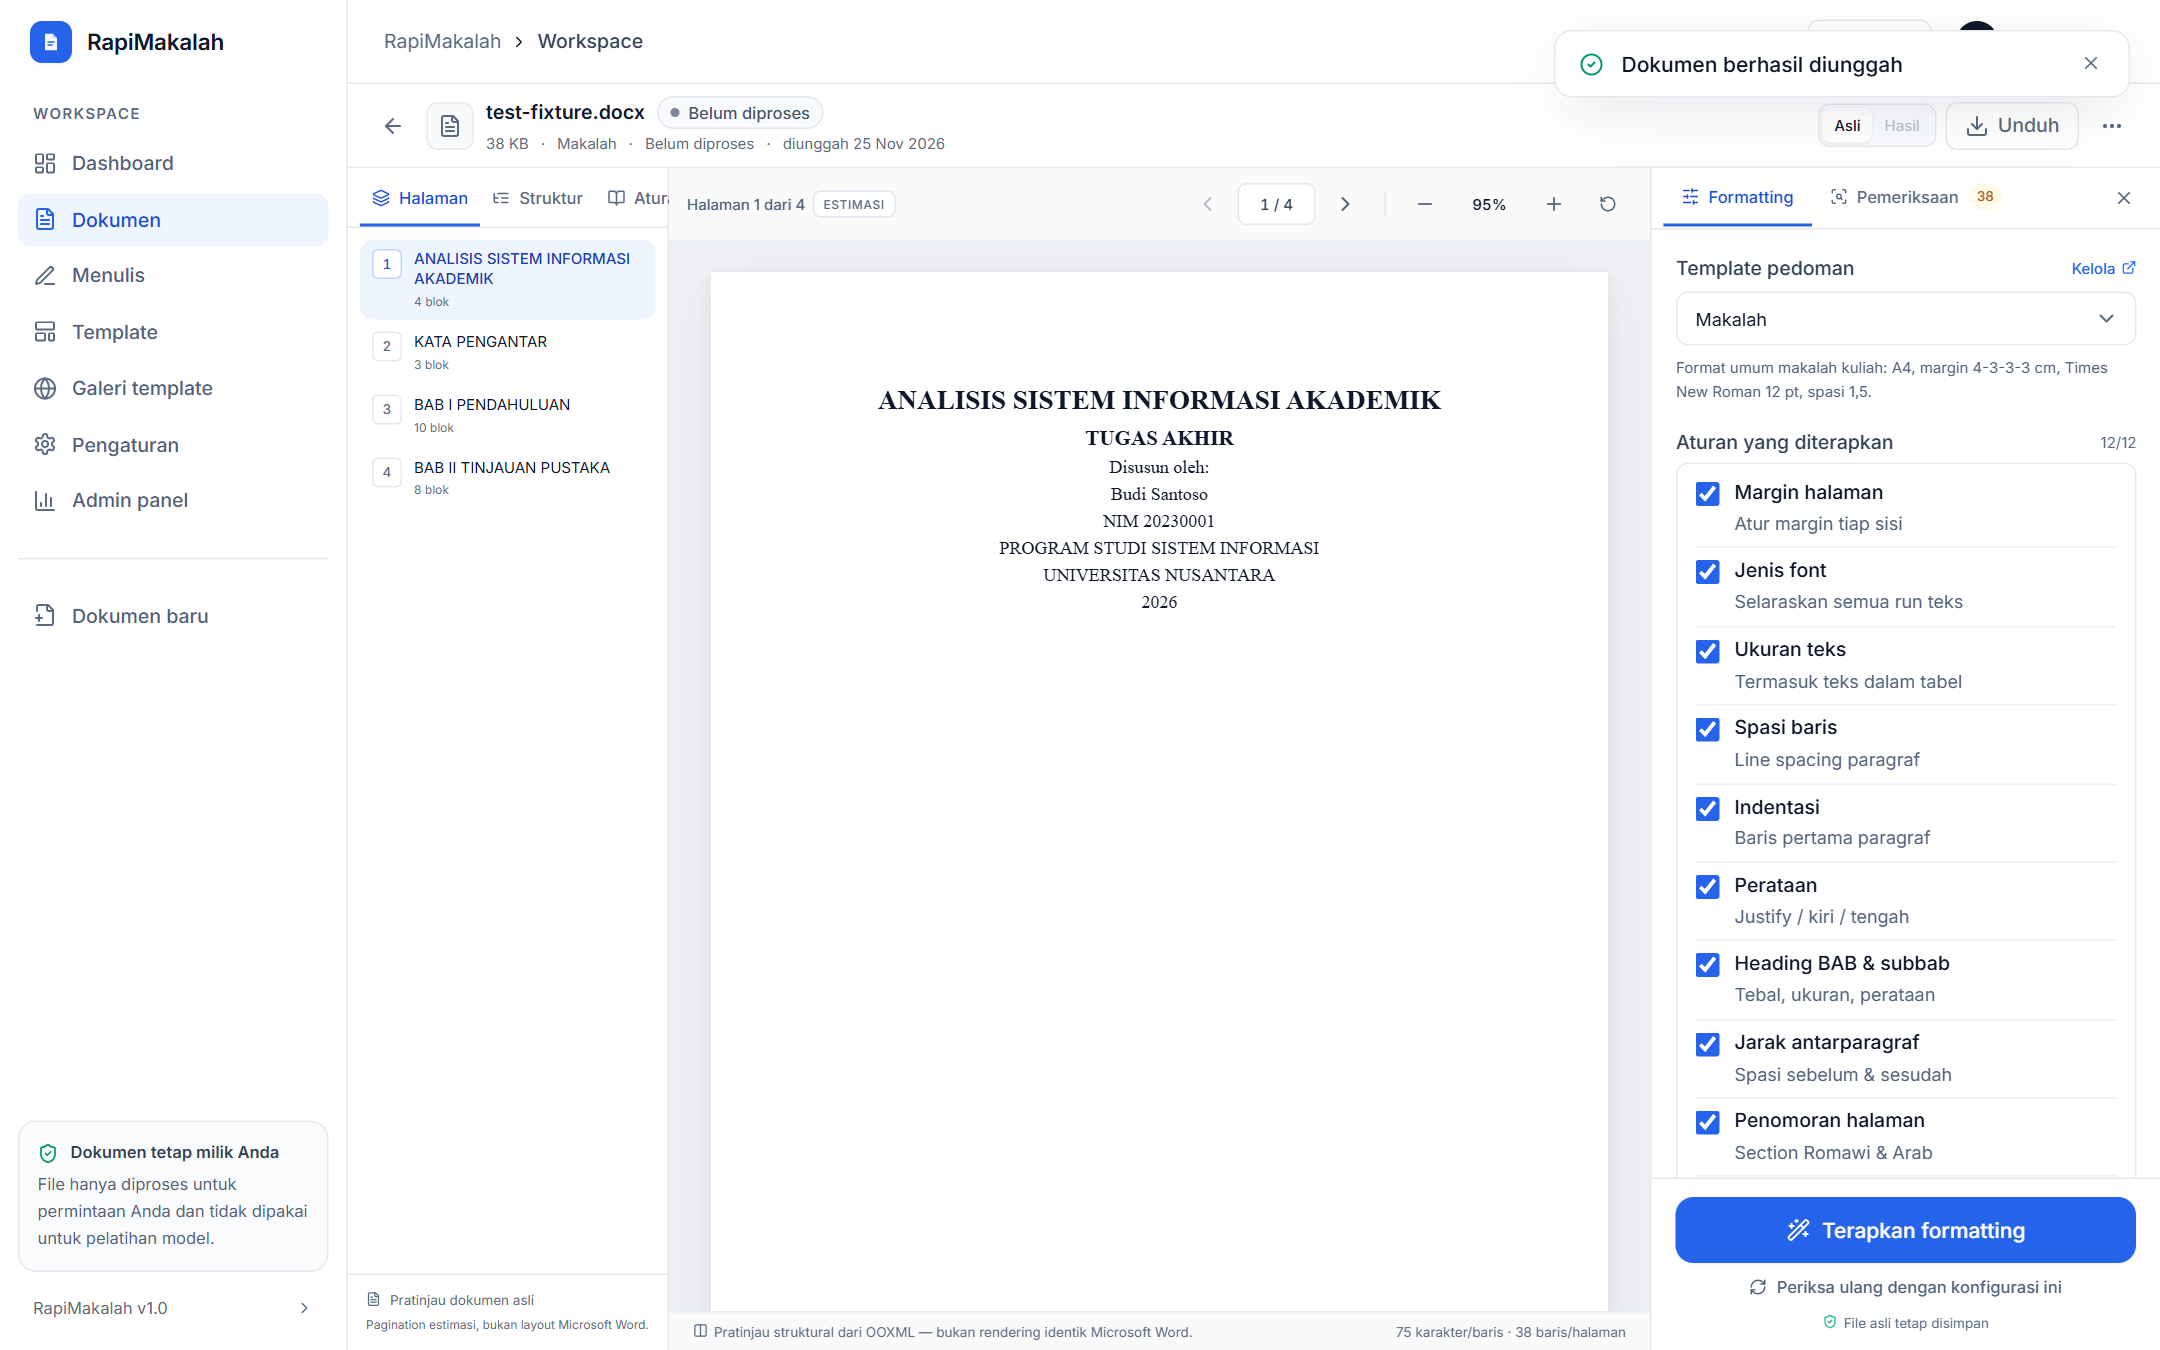 RapiMakalah
WORKSPACE
Dashboard
Dokumen
Menulis
Template
Galeri template
Pengaturan
Admin panel
Dokumen baru
Dokumen tetap milik Anda
File hanya diproses untuk
permintaan Anda dan tidak dipakai
untuk pelatihan model.
RapiMakalah v1.0
RapiMakalah > Workspace
Dokumen berhasil diunggah
test-fixture.docx
Belum diproses
38 KB · Makalah · Belum diproses · diunggah 25 Nov 2026
Asli
Hasil
Unduh
Halaman
Struktur
Atur
1
ANALISIS SISTEM INFORMASI
AKADEMIK
4 blok
2
KATA PENGANTAR
3 blok
3
BAB I PENDAHULUAN
10 blok
4
BAB II TINJAUAN PUSTAKA
8 blok
Pratinjau dokumen asli
Pagination estimasi, bukan layout Microsoft Word.
Halaman 1 dari 4
ESTIMASI
1 / 4
95%
ANALISIS SISTEM INFORMASI AKADEMIK
TUGAS AKHIR
Disusun oleh:
Budi Santoso
NIM 20230001
PROGRAM STUDI SISTEM INFORMASI
UNIVERSITAS NUSANTARA
2026
Pratinjau struktural dari OOXML — bukan rendering identik Microsoft Word.
75 karakter/baris · 38 baris/halaman
Formatting
Pemeriksaan
38
Template pedoman
Kelola
Makalah
Format umum makalah kuliah: A4, margin 4-3-3-3 cm, Times
New Roman 12 pt, spasi 1,5.
Aturan yang diterapkan
12/12
Margin halaman
Atur margin tiap sisi
Jenis font
Selaraskan semua run teks
Ukuran teks
Termasuk teks dalam tabel
Spasi baris
Line spacing paragraf
Indentasi
Baris pertama paragraf
Perataan
Justify / kiri / tengah
Heading BAB & subbab
Tebal, ukuran, perataan
Jarak antarparagraf
Spasi sebelum & sesudah
Penomoran halaman
Section Romawi & Arab
Terapkan formatting
Periksa ulang dengan konfigurasi ini
File asli tetap disimpan